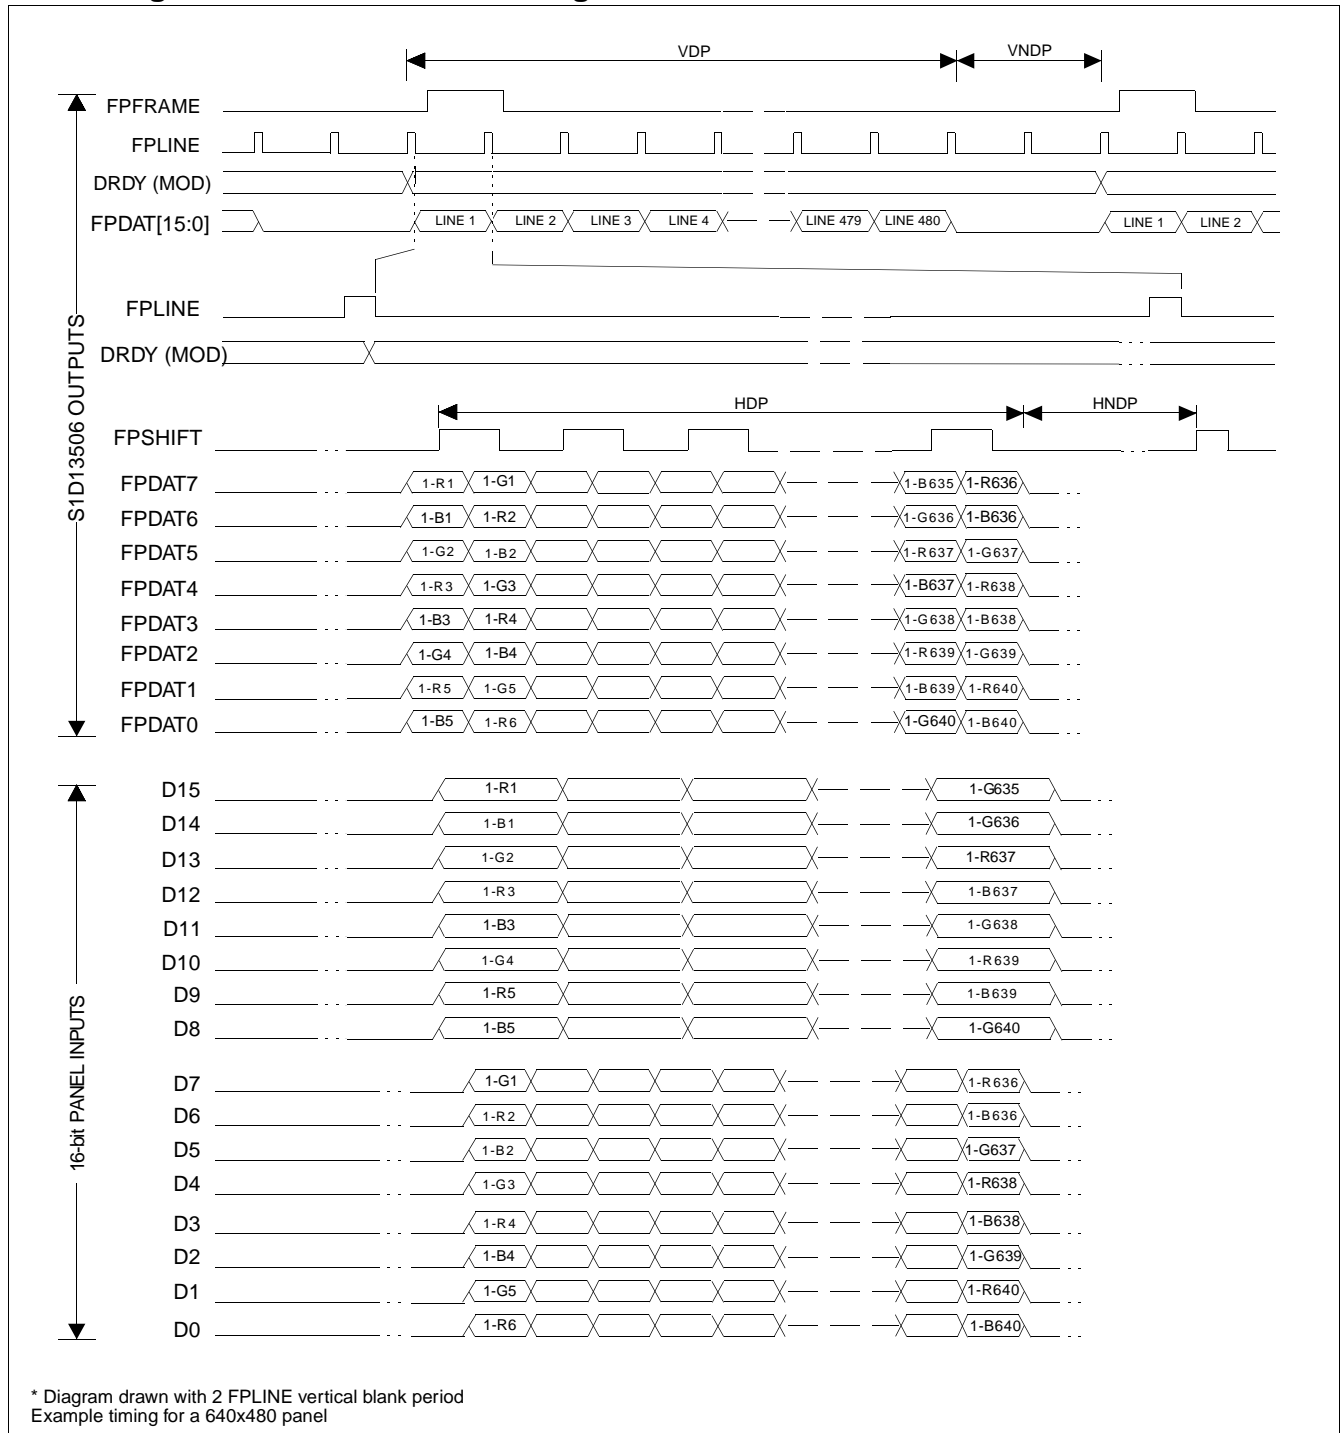 VDP VNDP
FPFRAME
FPLINE
DRDY (MOD)
FPDAT[15:0] LINE 1 LINE 2 LINE 3 LINE 4 LINE 479 LINE 480 LINE 1 LINE 2
FPLINE
DRDY (MOD)
HDP HNDP
FPSHIFT
FPDAT7 1-R1 1-G1 1-B635 1-R636
FPDAT6 1-B1 1-R2 1-G636 1-B636
FPDAT5 1-G2 1-B2 1-R637 1-G637
FPDAT4 1-R3 1-G3 1-B637 1-R638
FPDAT3 1-B3 1-R4 1-G638 1-B638
FPDAT2 1-G4 1-B4 1-R639 1-G639
FPDAT1 1-R5 1-G5 1-B639 1-R640
FPDAT0 1-B5 1-R6 1-G640 1-B640
S1D13506 OUTPUTS
D15 1-R1 1-G635
D14 1-B1 1-G636
D13 1-G2 1-R637
D12 1-R3 1-B637
D11 1-B3 1-G638
D10 1-G4 1-R639
D9 1-R5 1-B639
D8 1-B5 1-G640
D7 1-G1 1-R636
D6 1-R2 1-B636
D5 1-B2 1-G637
D4 1-G3 1-R638
D3 1-R4 1-B638
D2 1-B4 1-G639
D1 1-G5 1-R640
D0 1-R6 1-B640
16-bit PANEL INPUTS
* Diagram drawn with 2 FPLINE vertical blank period
Example timing for a 640x480 panel